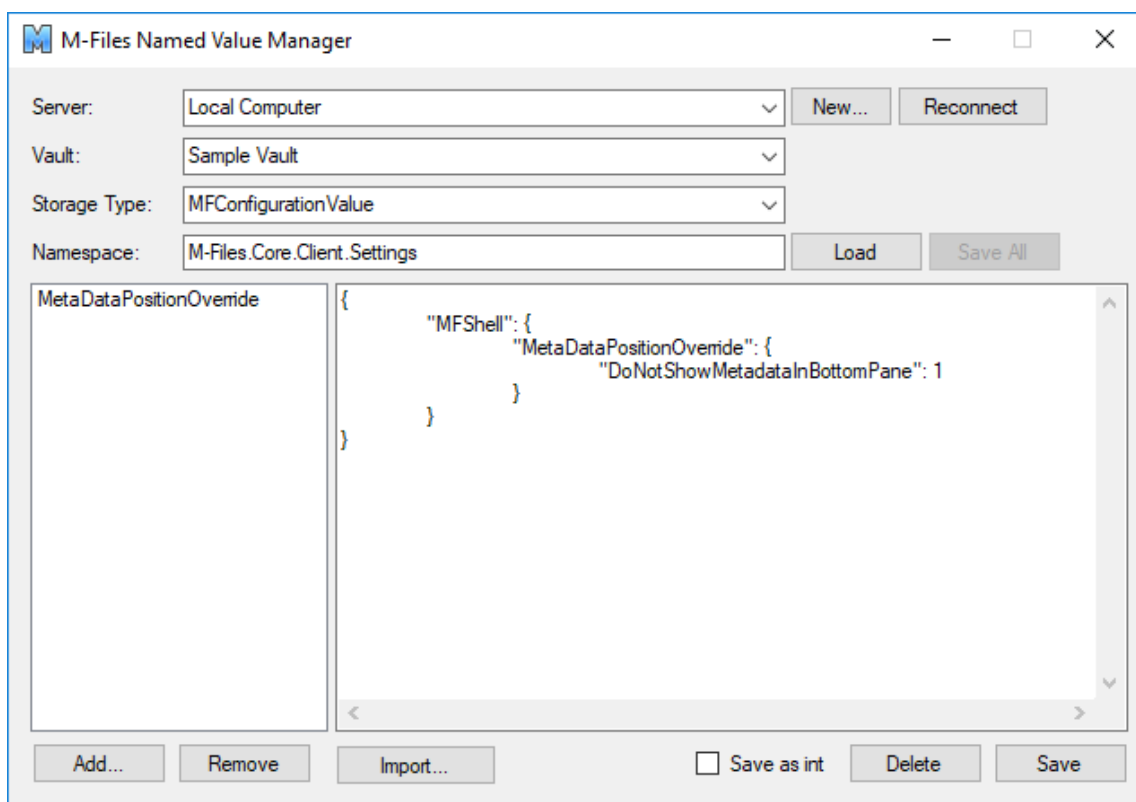 M-Files Named Value Manager
Server: Local Computer New... Reconnect
Vault: Sample Vault
Storage Type: MFConfigurationValue
Namespace: M-Files.Core.Client.Settings Load Save All
MetaDataPositionOverride
{
"MFShell": {
"MetaDataPositionOverride": {
"DoNotShowMetadataInBottomPane": 1
}
}
}
Add... Remove Import... Save as int Delete Save